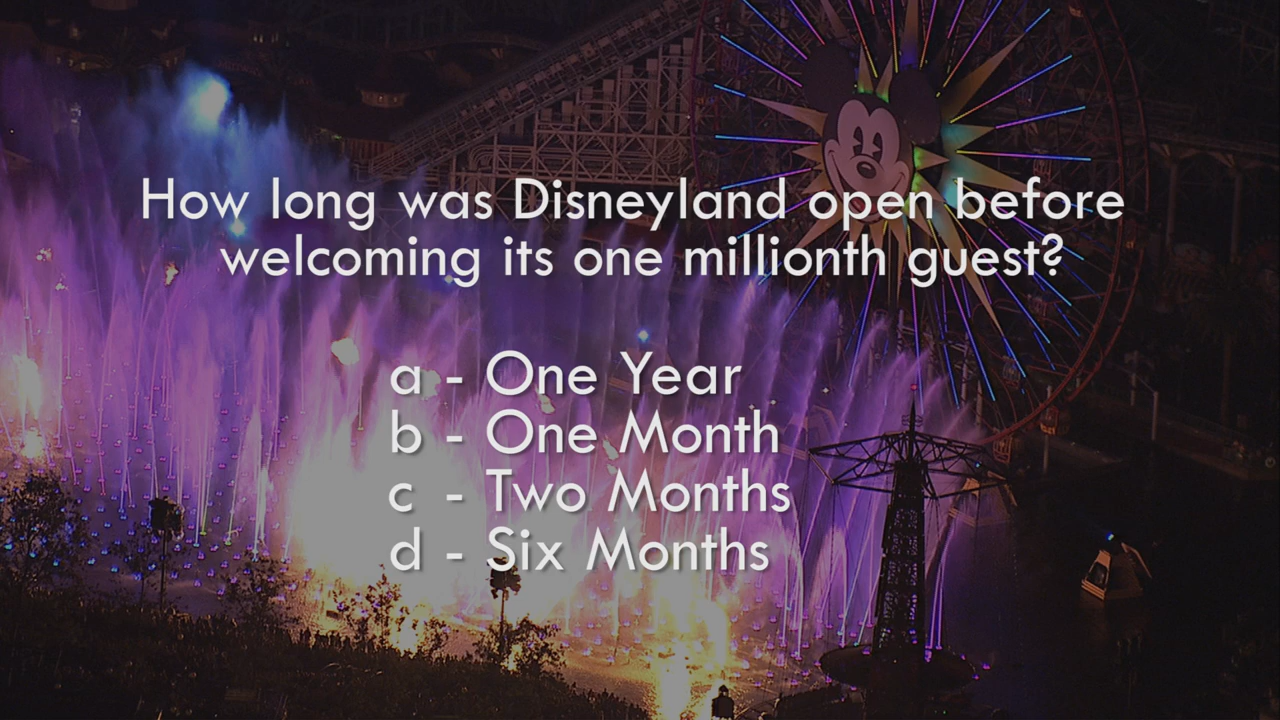 How long was Disneyland open before
welcoming its one millionth guest?
a - One Year
b - One Month
c - Two Months
d - Six Months